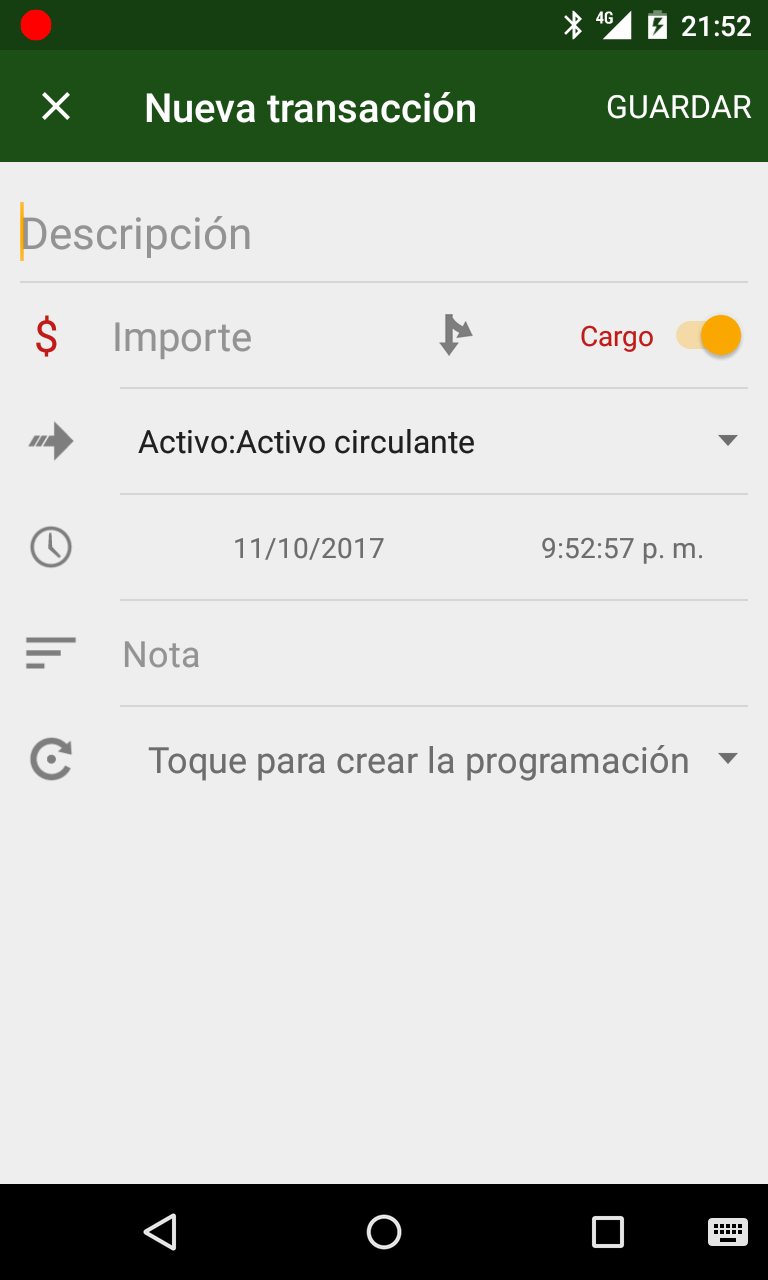 4G 21:52
Nueva transacción GUARDAR
Descripción
$ Importe Cargo
Activo:Activo circulante
11/10/2017 9:52:57 p. m.
Nota
Toque para crear la programación